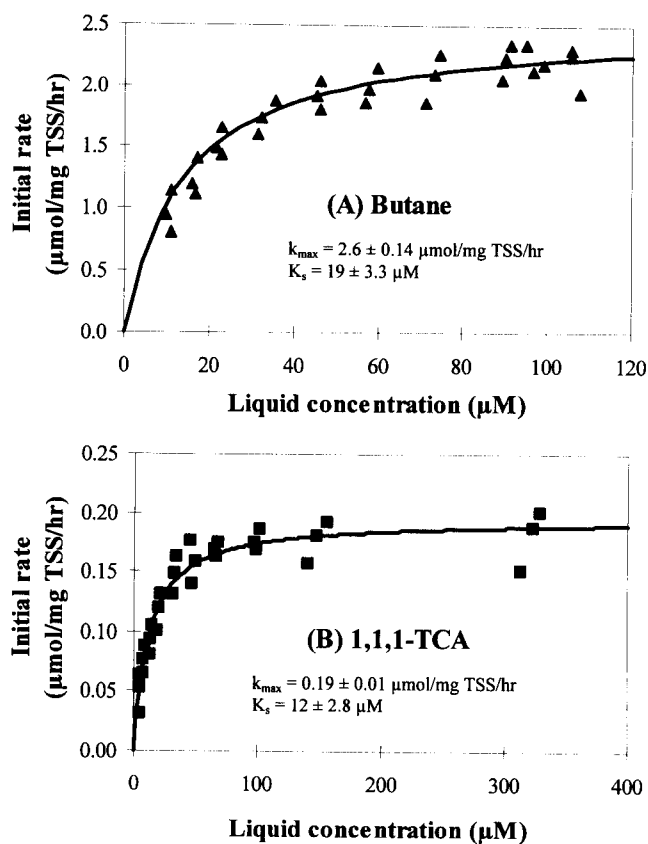 2.5
2.0
1.5
1.0
0.5
0.0
Initial rate
(µmol/mg TSS/hr)
(A) Butane
kmax = 2.6 ± 0.14 µmol/mg TSS/hr
Ks = 19 ± 3.3 µM
0 20 40 60 80 100 120
Liquid concentration (µM)
0.25
0.20
0.15
0.10
0.05
0.00
Initial rate
(µmol/mg TSS/hr)
(B) 1,1,1-TCA
kmax = 0.19 ± 0.01 µmol/mg TSS/hr
Ks = 12 ± 2.8 µM
0 100 200 300 400
Liquid concentration (µM)